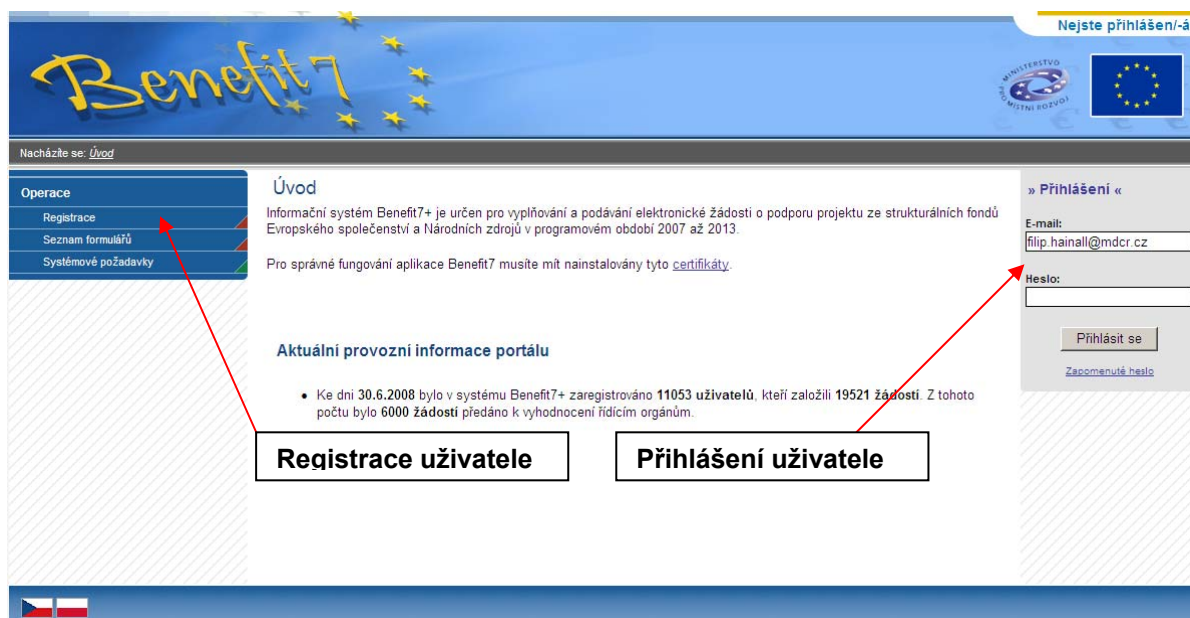 Nejste přihlášen/-á
Benefit7
MINISTERSTVO
PRO MÍSTNÍ ROZVOJ
Nacházíte se: Úvod
Operace
Registrace
Seznam formulářů
Systémové požadavky
Úvod
Informační systém Benefit7+ je určen pro vyplňování a podávání elektronické žádosti o podporu projektu ze strukturálních fondů
Evropského společenství a Národních zdrojů v programovém období 2007 až 2013.
Pro správné fungování aplikace Benefit7 musíte mít nainstalovány tyto certifikáty.
Aktuální provozní informace portálu
• Ke dni 30.6.2008 bylo v systému Benefit7+ zaregistrováno 11053 uživatelů, kteří založili 19521 žádostí. Z tohoto
počtu bylo 6000 žádostí předáno k vyhodnocení řídícím orgánům.
» Přihlášení «
E-mail:
filip.hainall@mdcr.cz
Heslo:
Přihlásit se
Zapomenuté heslo
Registrace uživatele
Přihlášení uživatele